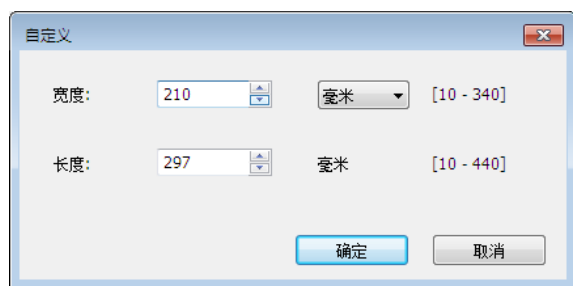 自定义
宽度: 210 毫米 [10 - 340]
长度: 297 毫米 [10 - 440]
确定 取消